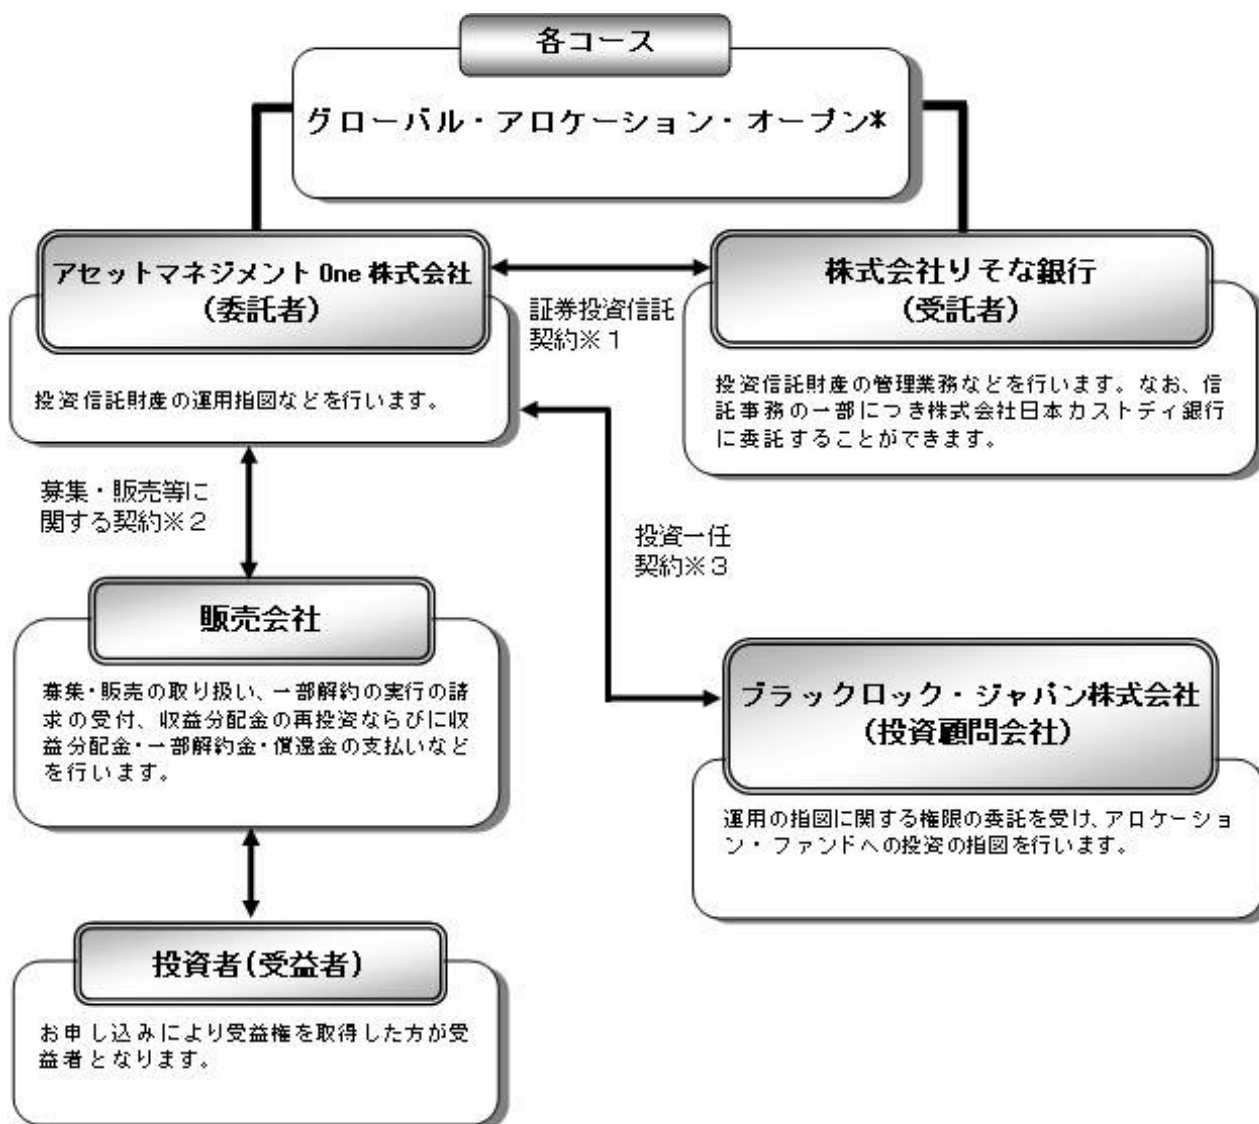 各コース
グローバル・アロケーション・オープン*
アセットマネジメント One 株式会社
(委託者)
投資信託財産の運用指図などを行います。
証券投資信託
契約※１
株式会社りそな銀行
(受託者)
投資信託財産の管理業務などを行います。なお、信
託事務の一部につき株式会社日本カストディ銀行
に委託することができます。
募集・販売等に
関する契約※２
投資一任
契約※３
販売会社
募集・販売の取り扱い、一部解約の実行の請
求の受付、収益分配金の再投資ならびに収
益分配金・一部解約金・償還金の支払いなど
を行います。
ブラックロック・ジャパン株式会社
(投資顧問会社)
運用の指図に関する権限の委託を受け、アロケーショ
ン・ファンドへの投資の指図を行います。
投資者(受益者)
お申し込みにより受益権を取得した方が受
益者となります。